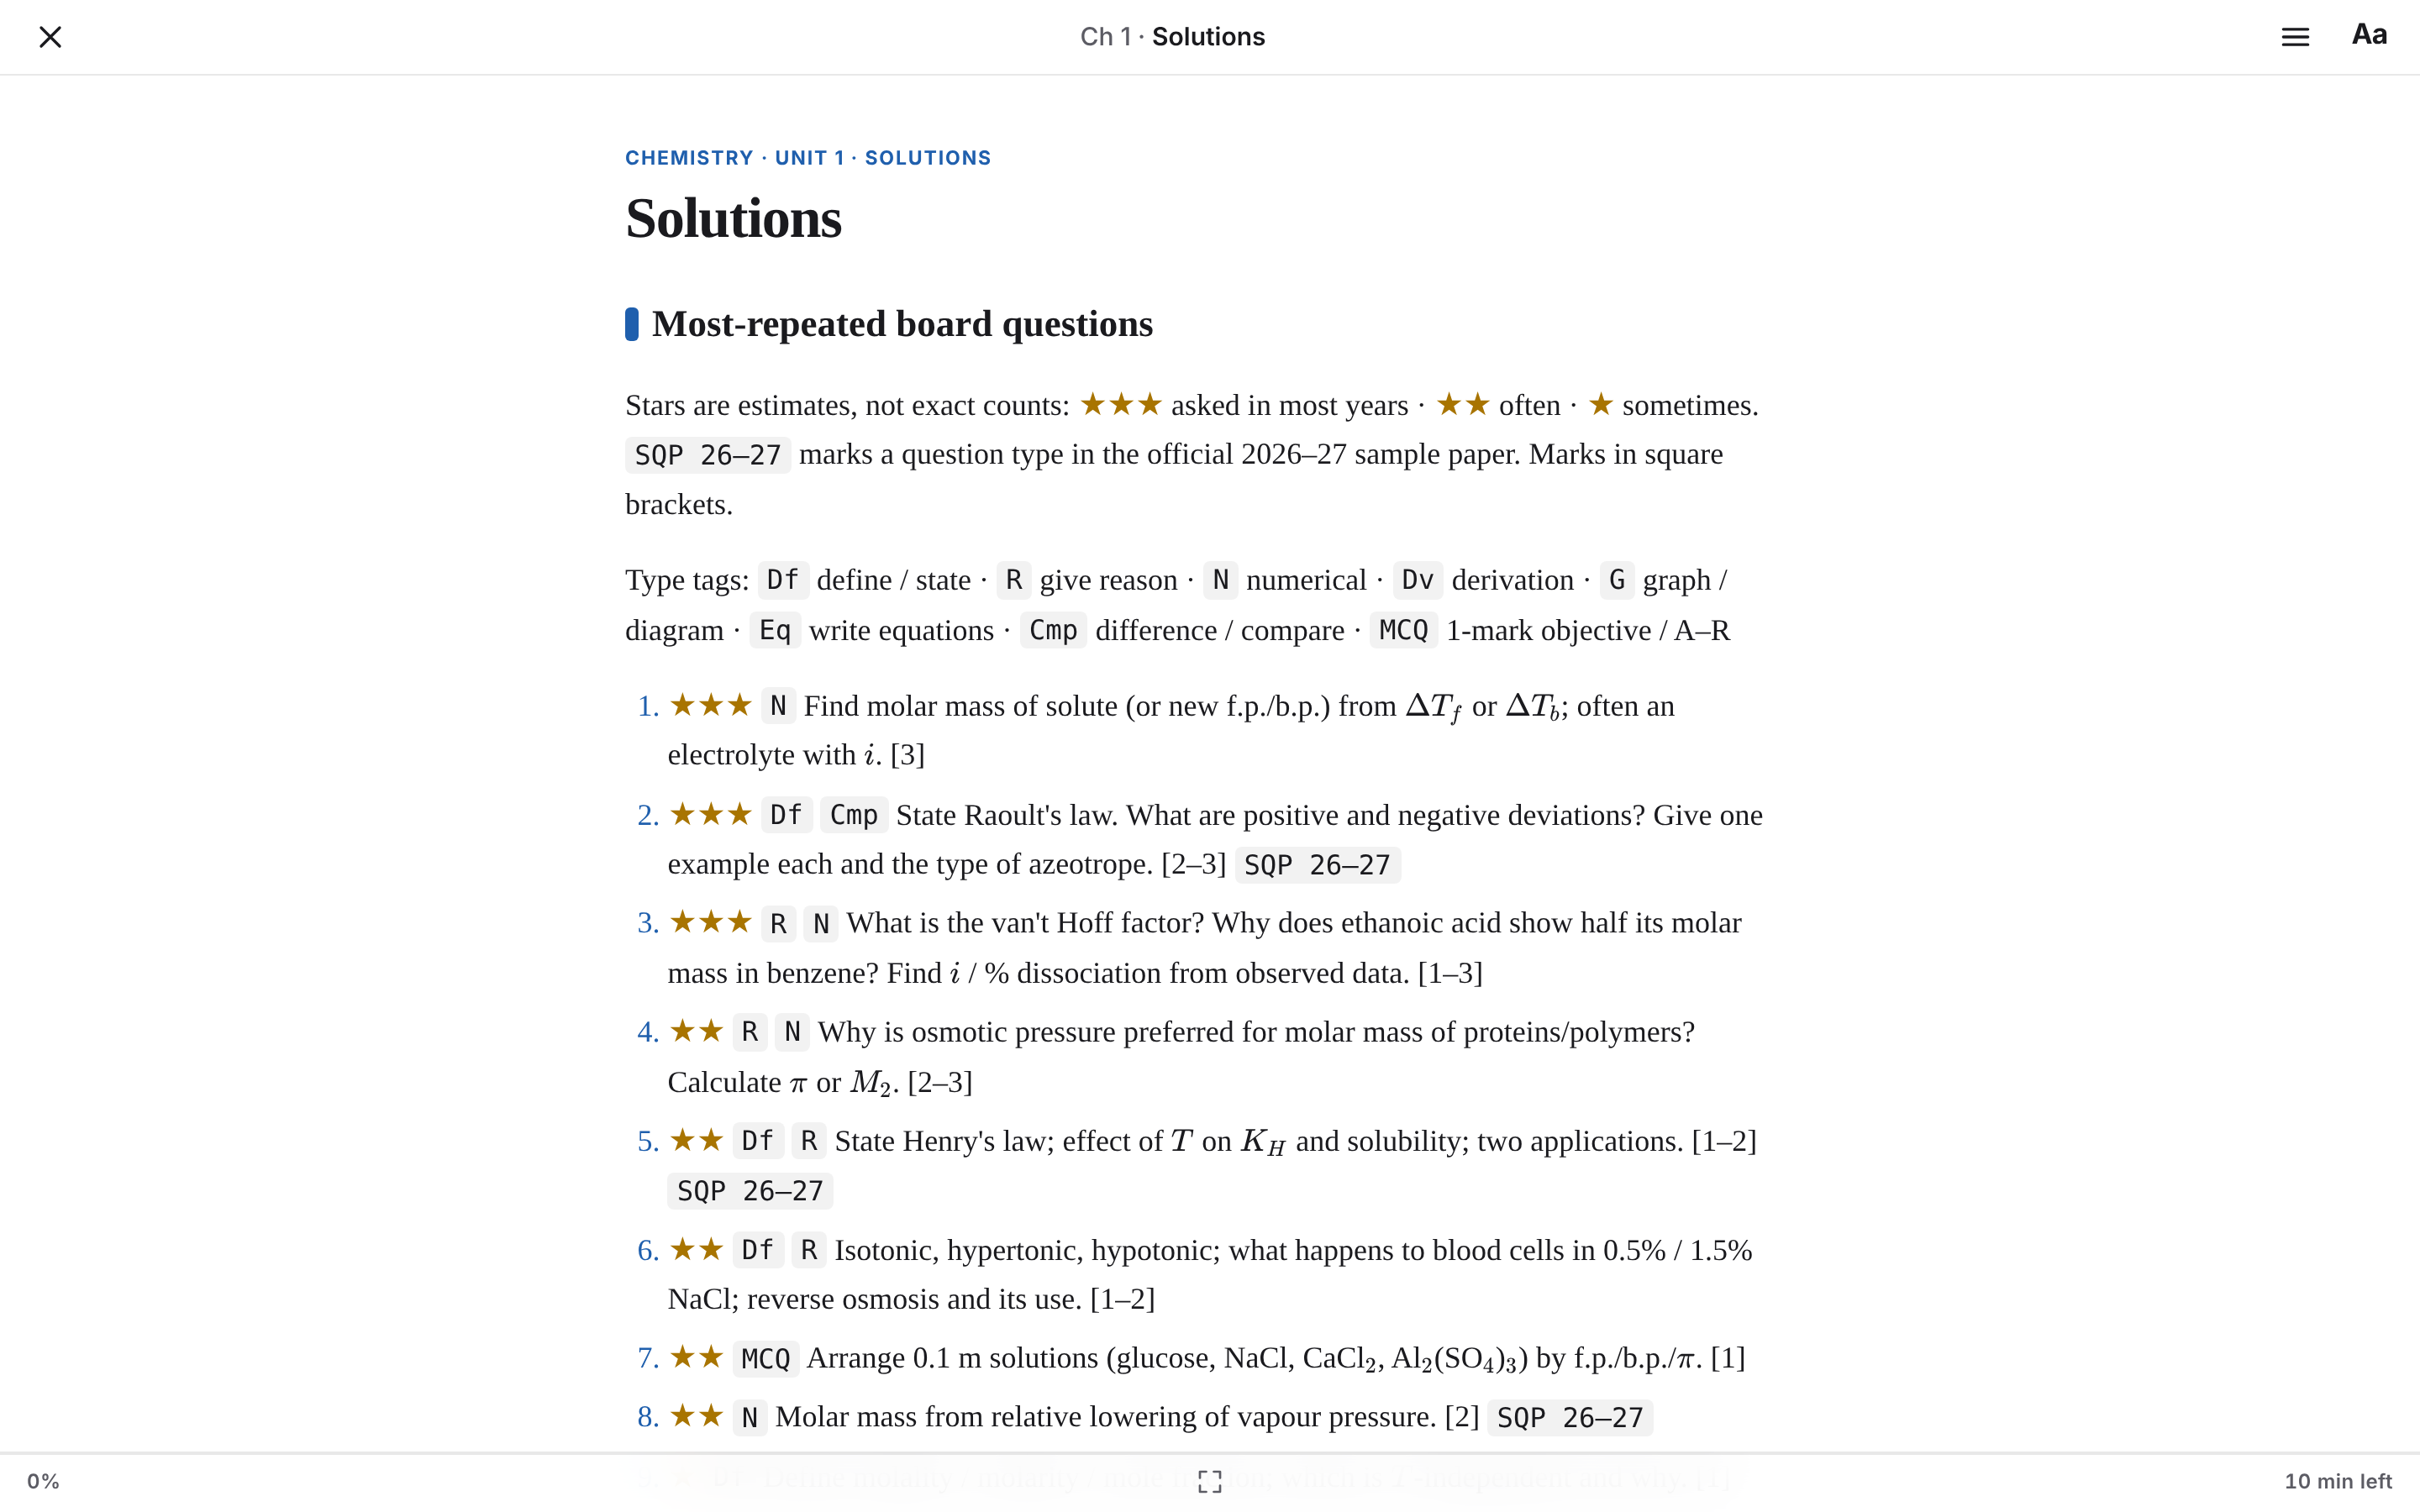 Ch 1 · Solutions
Aa
CHEMISTRY · UNIT 1 · SOLUTIONS
Solutions
Most-repeated board questions
Stars are estimates, not exact counts: ★★★ asked in most years · ★★ often · ★ sometimes.
SQP 26–27 marks a question type in the official 2026–27 sample paper. Marks in square
brackets.
Type tags: Df define / state · R give reason · N numerical · Dv derivation · G graph /
diagram · Eq write equations · Cmp difference / compare · MCQ 1-mark objective / A–R
1. ★★★ N Find molar mass of solute (or new f.p./b.p.) from ΔT_f or ΔT_b; often an
electrolyte with i. [3]
2. ★★★ Df Cmp State Raoult's law. What are positive and negative deviations? Give one
example each and the type of azeotrope. [2–3] SQP 26–27
3. ★★★ R N What is the van't Hoff factor? Why does ethanoic acid show half its molar
mass in benzene? Find i / % dissociation from observed data. [1–3]
4. ★★ R N Why is osmotic pressure preferred for molar mass of proteins/polymers?
Calculate π or M₂. [2–3]
5. ★★ Df R State Henry's law; effect of T on K_H and solubility; two applications. [1–2]
SQP 26–27
6. ★★ Df R Isotonic, hypertonic, hypotonic; what happens to blood cells in 0.5% / 1.5%
NaCl; reverse osmosis and its use. [1–2]
7. ★★ MCQ Arrange 0.1 m solutions (glucose, NaCl, CaCl₂, Al₂(SO₄)₃) by f.p./b.p./π. [1]
8. ★★ N Molar mass from relative lowering of vapour pressure. [2] SQP 26–27
0%
10 min left